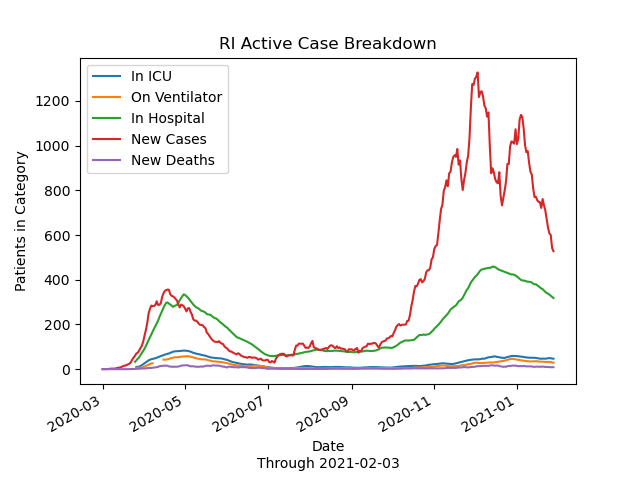 RI Active Case Breakdown
In ICU
On Ventilator
In Hospital
New Cases
New Deaths
Patients in Category
1200
1000
800
600
400
200
0
2020-03
2020-05
2020-07
2020-09
2020-11
2021-01
Date
Through 2021-02-03